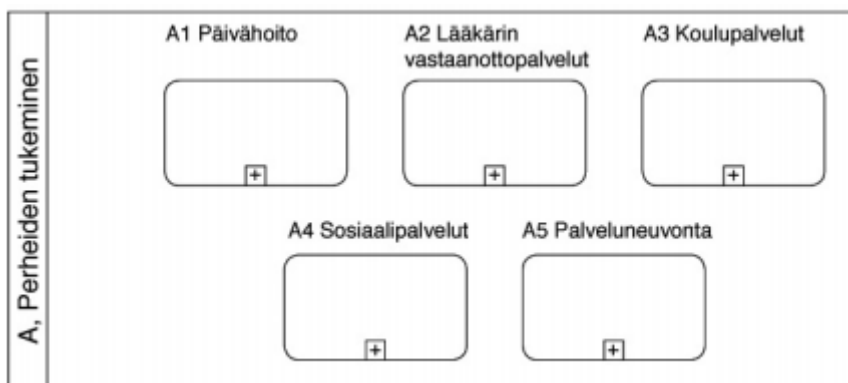 A, Perheiden tukeminen
A1 Päivähoito
A2 Lääkärin
vastaanottopalvelut
A3 Koulupalvelut
+
+
+
A4 Sosiaalipalvelut
A5 Palveluneuvonta
+
+